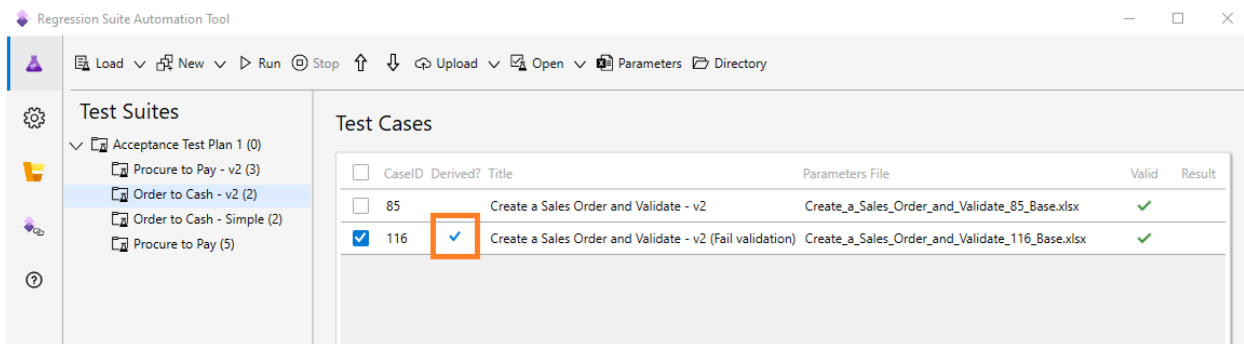 Regression Suite Automation Tool
Load New Run Stop Upload Open Parameters Directory
Test Suites
Acceptance Test Plan 1 (0)
Procure to Pay - v2 (3)
Order to Cash - v2 (2)
Order to Cash - Simple (2)
Procure to Pay (5)
Test Cases
CaseID Derived? Title Parameters File Valid Result
85 Create a Sales Order and Validate - v2 Create_a_Sales_Order_and_Validate_85_Base.xlsx
116 Create a Sales Order and Validate - v2 (Fail validation) Create_a_Sales_Order_and_Validate_116_Base.xlsx